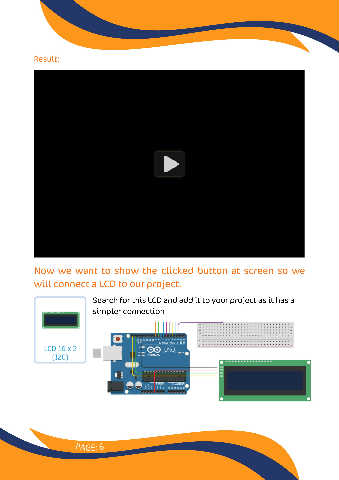 Result:
Now we want to show the clicked button at screen so we
will connect a LCD to our project.
Search for this LCD and add it to your project as it has a
simpler connection
LCD 16 x 2
(I2C)
Page: 6